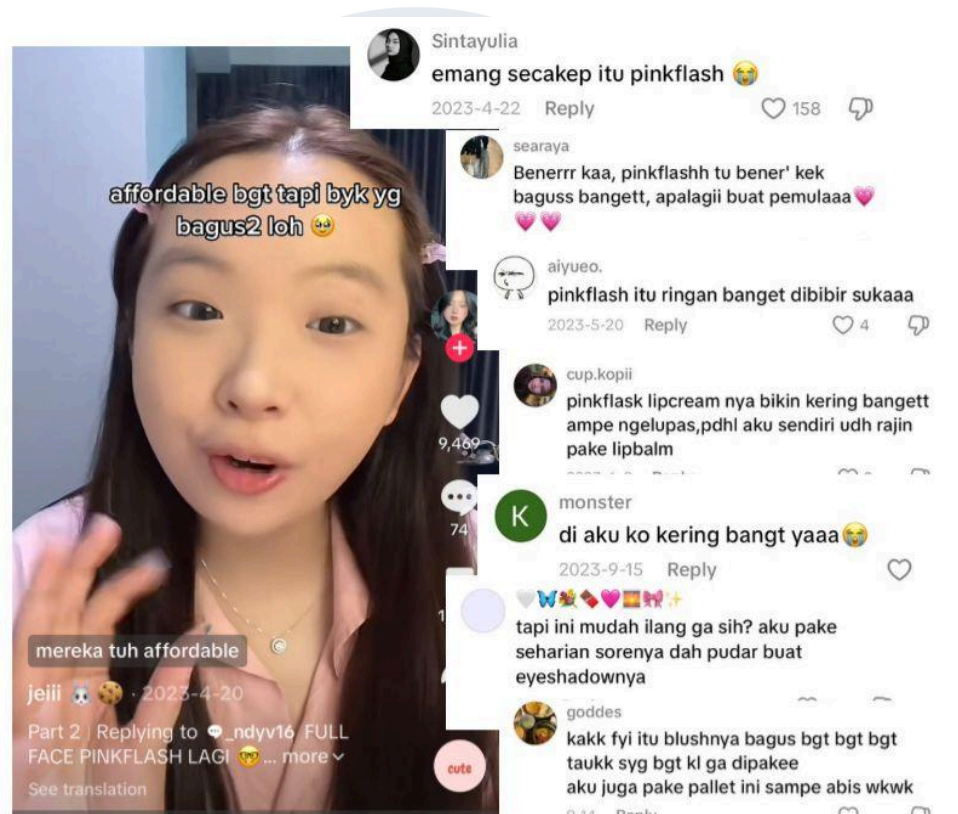 affordable bgt tapi byk yg
bagus2 loh 🥹
9,469
74
1
mereka tuh affordable
jeiii 🐰🍪 · 2023-4-20
Part 2 | Replying to 💬_ndyv16 FULL
FACE PINKFLASH LAGI 🤓... more
See translation
cute
Sintayulia
emang secakep itu pinkflash 😭
2023-4-22 Reply 158
searaya
Benerrr kaa, pinkflashh tu bener' kek
baguss bangett, apalagii buat pemulaaa💗
💗💗
aiyueo.
pinkflash itu ringan banget dibibir sukaaa
2023-5-20 Reply 4
cup.kopii
pinkflask lipcream nya bikin kering bangett
ampe ngelupas,pdhl aku sendiri udh rajin
pake lipbalm
K
monster
di aku ko kering bangt yaaa😭
2023-9-15 Reply
🤍🦋💐🍫💗🌅🎀✨
tapi ini mudah ilang ga sih? aku pake
seharian sorenya dah pudar buat
eyeshadownya
goddes
kakk fyi itu blushnya bagus bgt bgt bgt
taukk syg bgt kl ga dipakee
aku juga pake pallet ini sampe abis wkwk